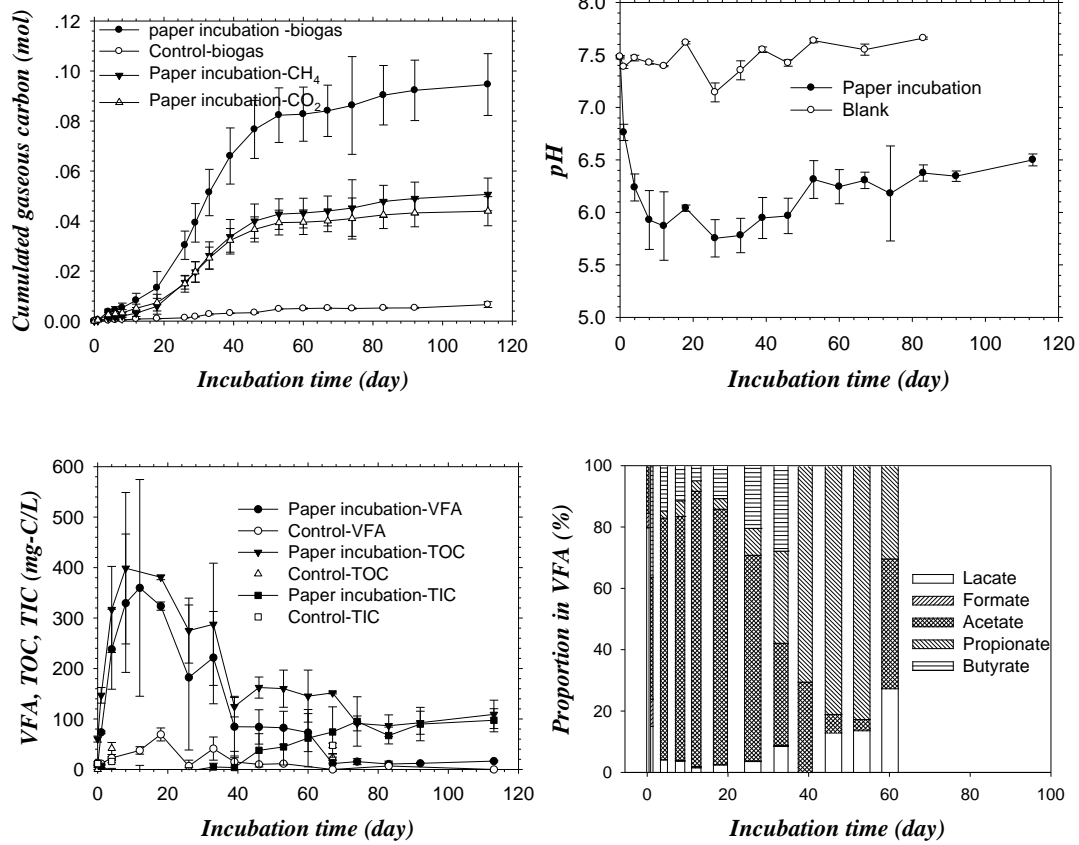 .12
.10
.08
.06
.04
.02
0.00
Cumulated gaseous carbon (mol)
paper incubation -biogas
Control-biogas
Paper incubation-CH4
Paper incubation-CO2
0 20 40 60 80 100 120
Incubation time (day)
8.0
7.5
7.0
6.5
6.0
5.5
5.0
pH
Paper incubation
Blank
0 20 40 60 80 100 120
Incubation time (day)
600
500
400
300
200
100
0
VFA, TOC, TIC (mg-C/L)
Paper incubation-VFA
Control-VFA
Paper incubation-TOC
Control-TOC
Paper incubation-TIC
Control-TIC
0 20 40 60 80 100 120
Incubation time (day)
100
80
60
40
20
0
Proportion in VFA (%)
Lacate
Formate
Acetate
Propionate
Butyrate
0 20 40 60 80 100
Incubation time (day)